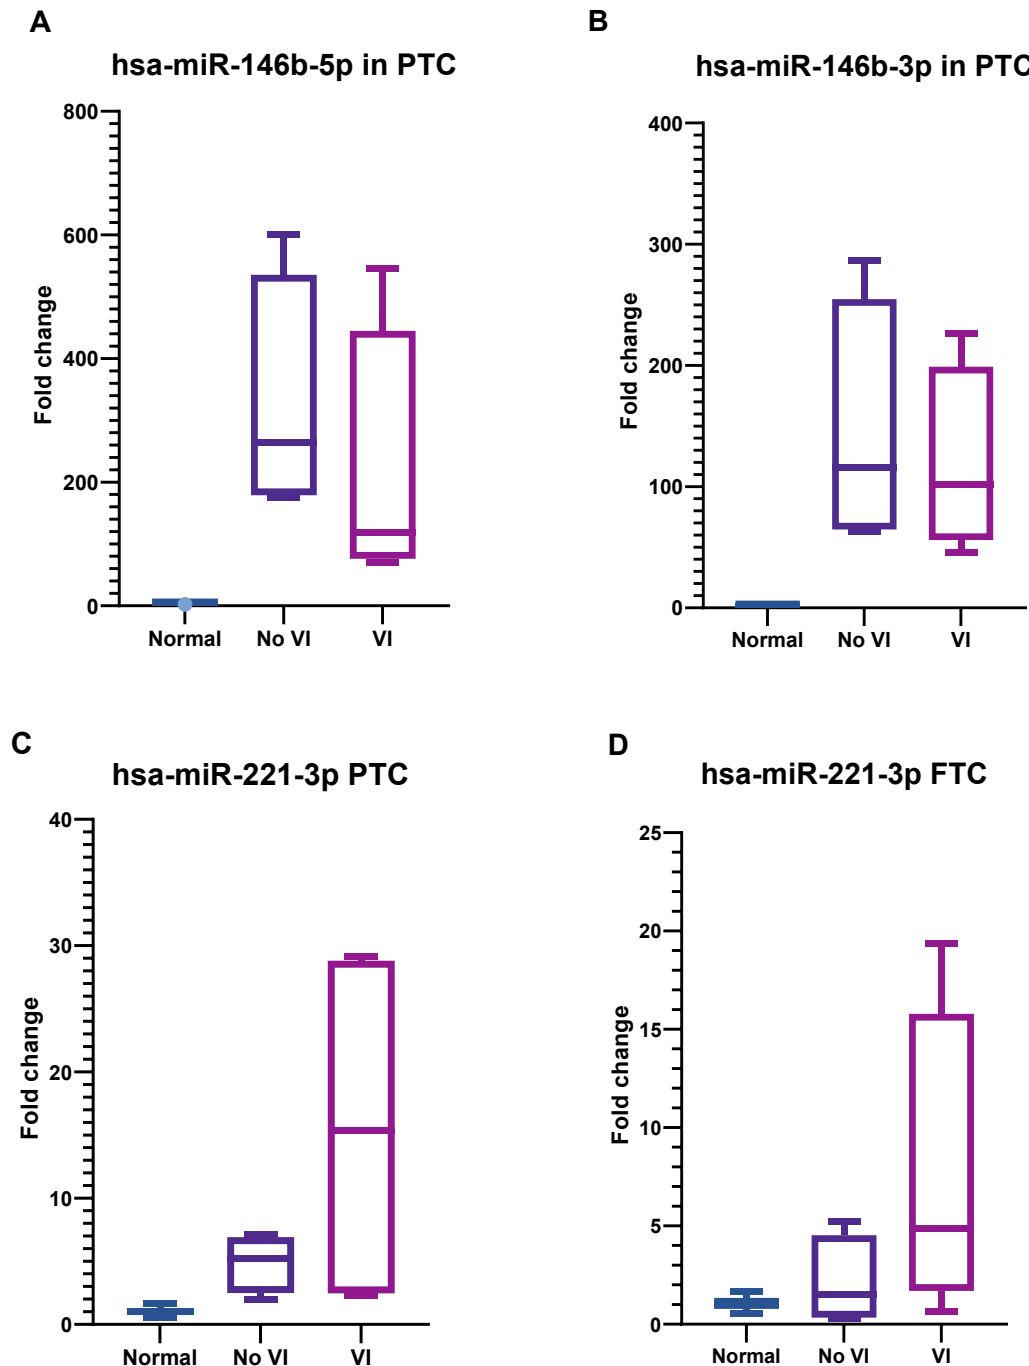 A
hsa-miR-146b-5p in PTC
800
600
400
200
0
Fold change
Normal
No VI
VI
B
hsa-miR-146b-3p in PTC
400
300
200
100
0
Fold change
Normal
No VI
VI
C
hsa-miR-221-3p PTC
40
30
20
10
0
Fold change
Normal
No VI
VI
D
hsa-miR-221-3p FTC
25
20
15
10
5
0
Fold change
Normal
No VI
VI